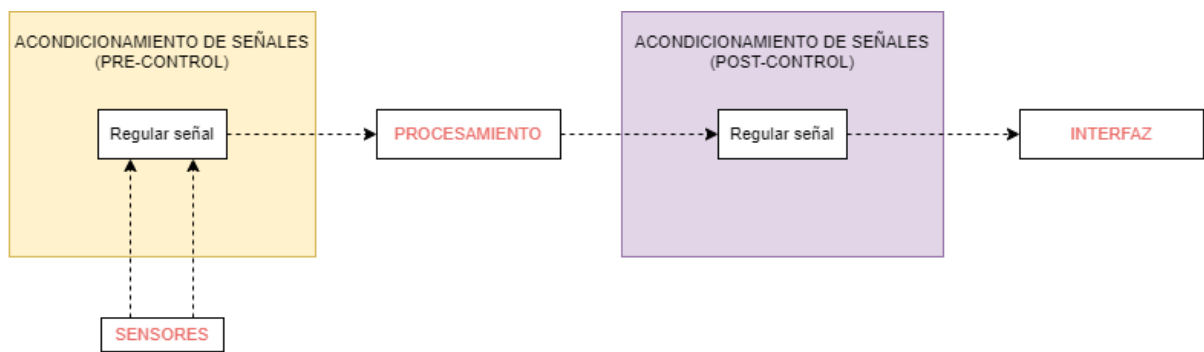 ACONDICIONAMIENTO DE SEÑALES
(PRE-CONTROL)
Regular señal
SENSORES
PROCESAMIENTO
ACONDICIONAMIENTO DE SEÑALES
(POST-CONTROL)
Regular señal
INTERFAZ